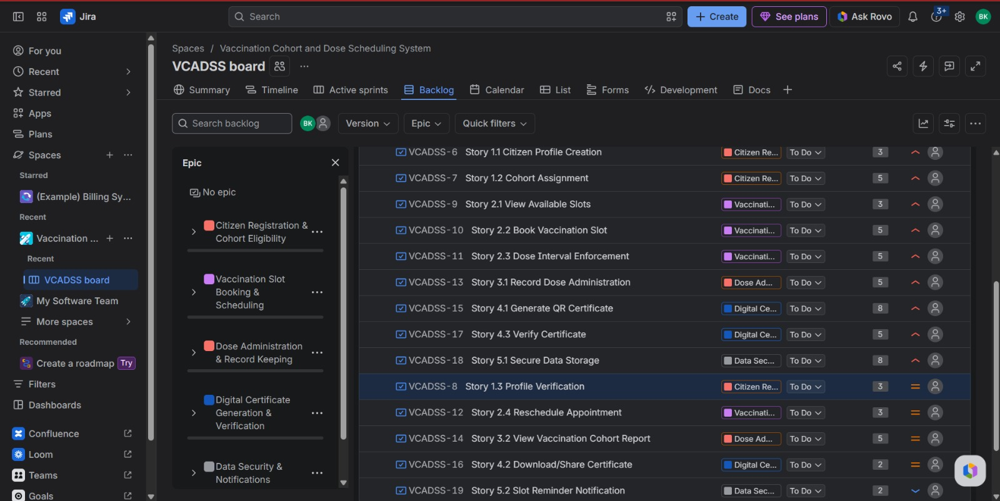 Jira
Search
Create
See plans
Ask Rovo
3+
BK
For you
Recent
Starred
Apps
Plans
Spaces
Starred
(Example) Billing Sy...
Recent
Vaccination ...
Recent
VCADSS board
My Software Team
More spaces
Recommended
Create a roadmap Try
Filters
Dashboards
Confluence
Loom
Teams
Goals
Spaces / Vaccination Cohort and Dose Scheduling System
VCADSS board
Summary Timeline Active sprints Backlog Calendar List Forms Development Docs
Search backlog BK Version Epic Quick filters
Epic
No epic
Citizen Registration &
Cohort Eligibility
Vaccination Slot
Booking &
Scheduling
Dose Administration
& Record Keeping
Digital Certificate
Generation &
Verification
Data Security &
Notifications
VCADSS-6 Story 1.1 Citizen Profile Creation Citizen Re... To Do 3
VCADSS-7 Story 1.2 Cohort Assignment Citizen Re... To Do 5
VCADSS-9 Story 2.1 View Available Slots Vaccinati... To Do 3
VCADSS-10 Story 2.2 Book Vaccination Slot Vaccinati... To Do 5
VCADSS-11 Story 2.3 Dose Interval Enforcement Vaccinati... To Do 5
VCADSS-13 Story 3.1 Record Dose Administration Dose Ad... To Do 5
VCADSS-15 Story 4.1 Generate QR Certificate Digital Ce... To Do 8
VCADSS-17 Story 4.3 Verify Certificate Digital Ce... To Do 5
VCADSS-18 Story 5.1 Secure Data Storage Data Sec... To Do 8
VCADSS-8 Story 1.3 Profile Verification Citizen Re... To Do 3
VCADSS-12 Story 2.4 Reschedule Appointment Vaccinati... To Do 3
VCADSS-14 Story 3.2 View Vaccination Cohort Report Dose Ad... To Do 5
VCADSS-16 Story 4.2 Download/Share Certificate Digital Ce... To Do 2
VCADSS-19 Story 5.2 Slot Reminder Notification Data Sec... To Do 2